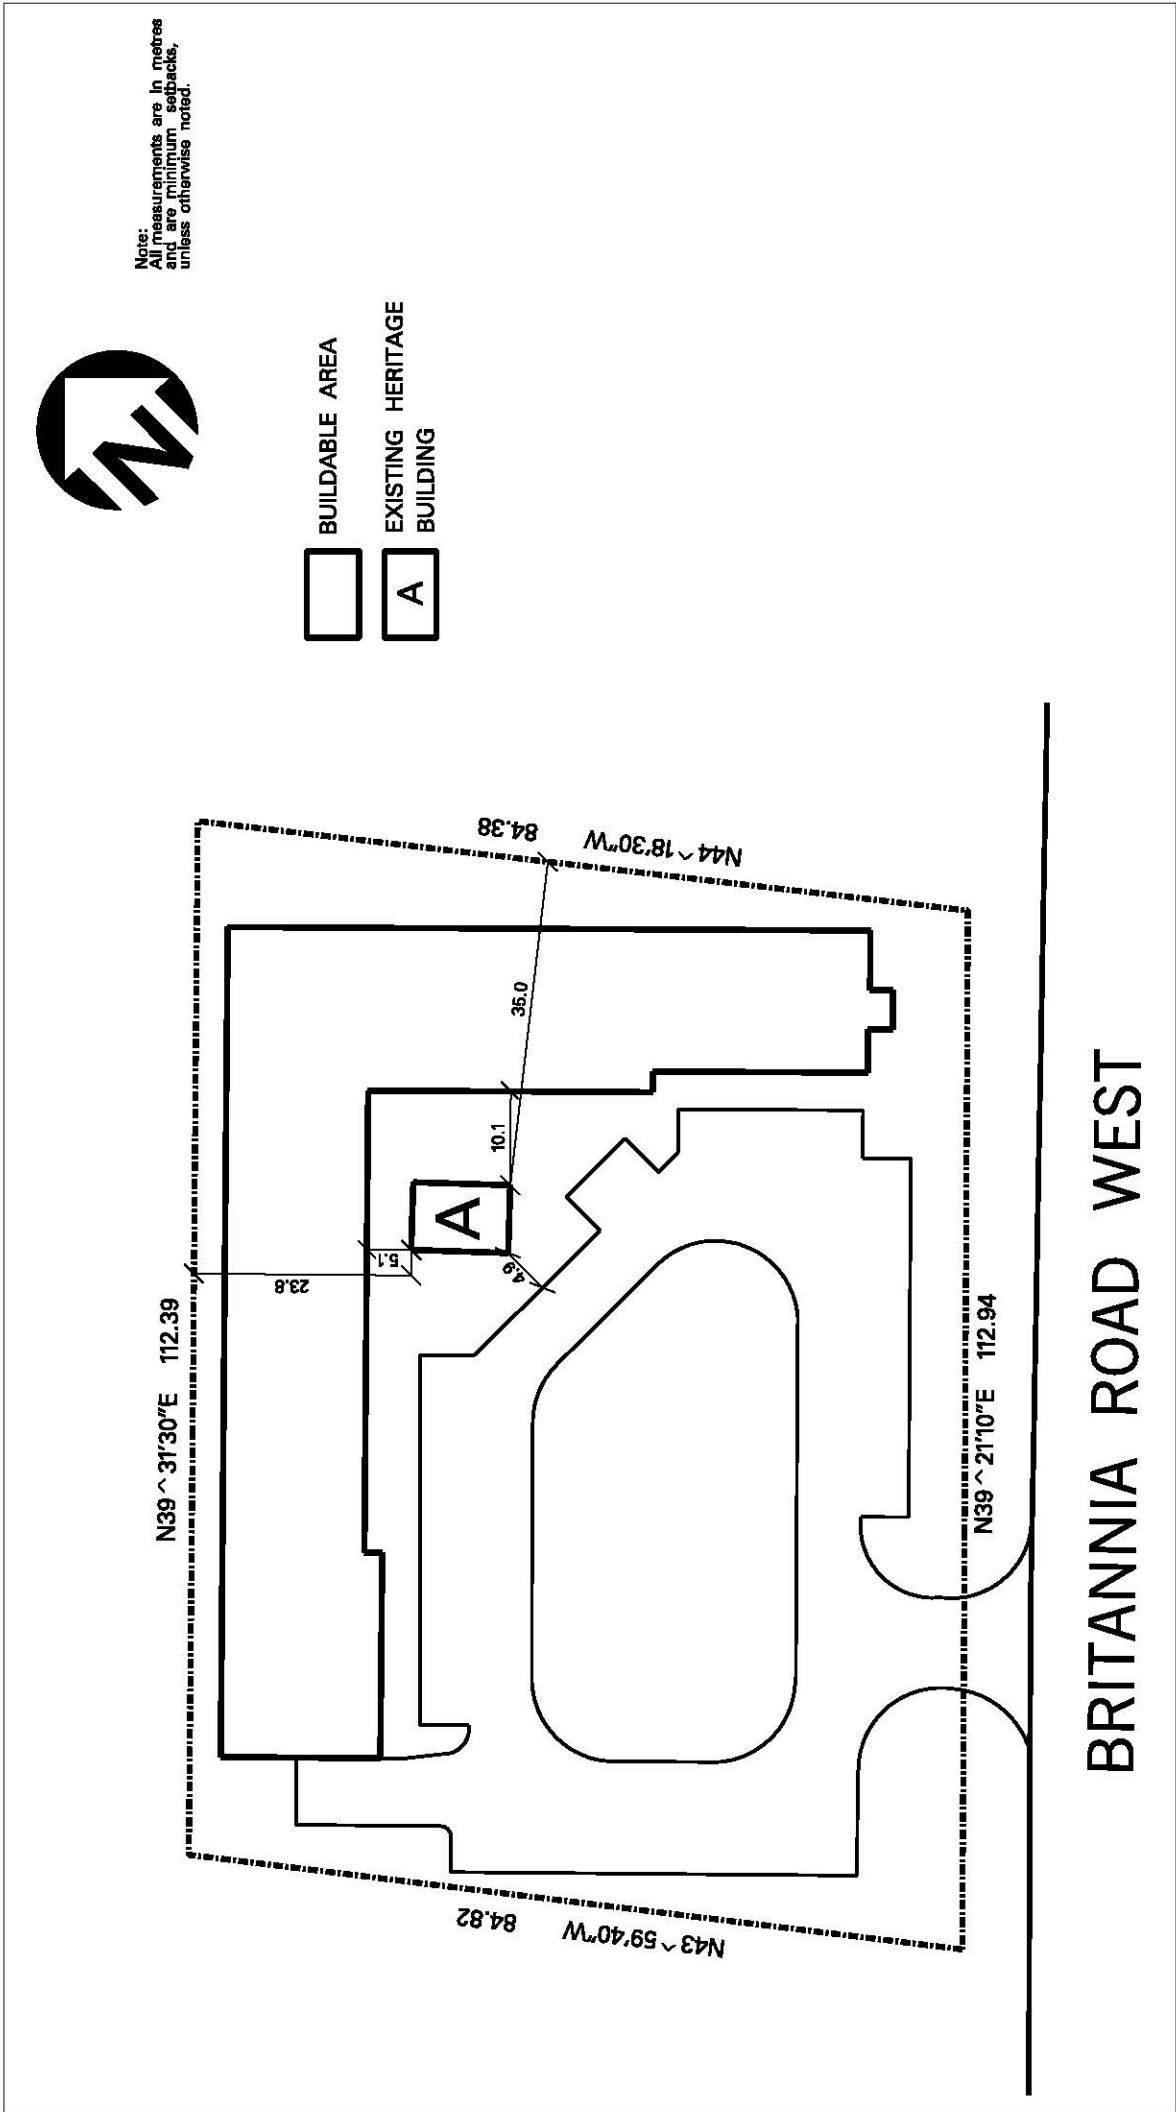 Note:
All measurements are in metres
and are minimum setbacks,
unless otherwise noted.
N
BUILDABLE AREA
A
EXISTING HERITAGE
BUILDING
N39^31'30"E 112.39
84.82
N43^59'40"W
84.38
N44^18'30"W
23.8
5.1
A
4.9
10.1
35.0
N39^21'10"E 112.94
BRITANNIA ROAD WEST